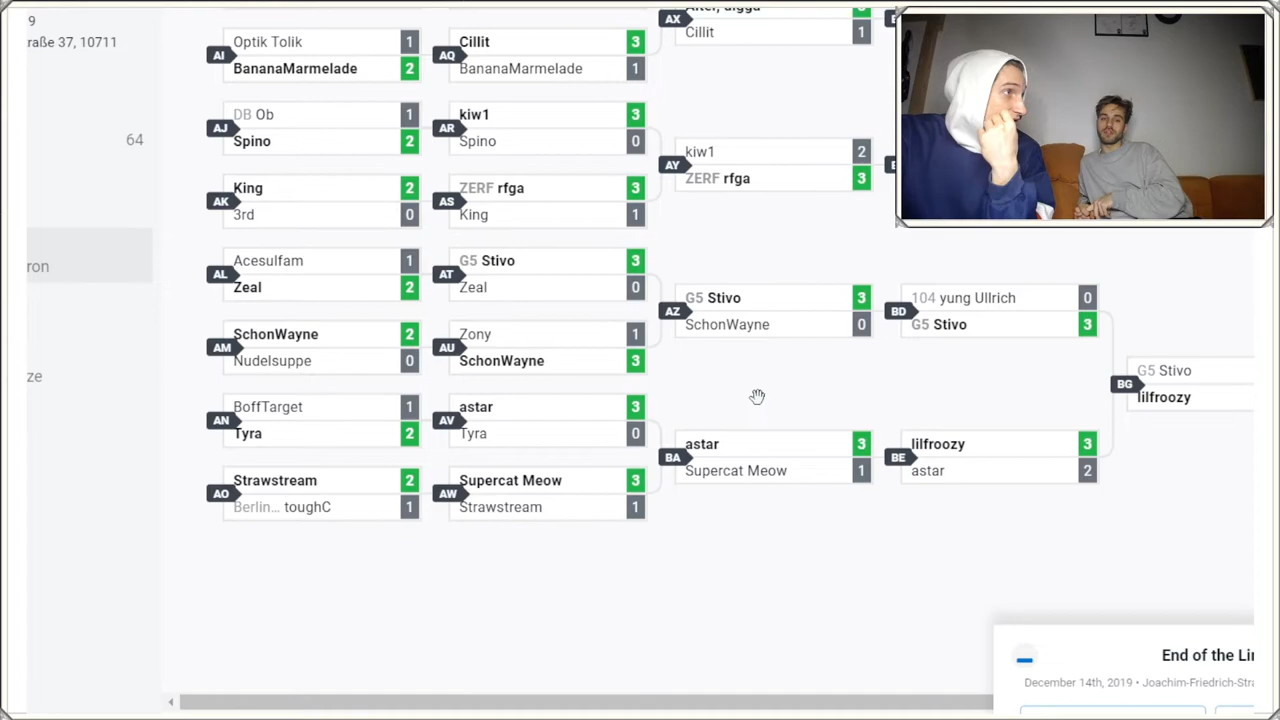 9
raße 37, 10711
64
ron
ze
AI
Optik Tolik 1
BananaMarmelade 2
AJ
DB Ob 1
Spino 2
AK
King 2
3rd 0
AL
Acesulfam 1
Zeal 2
AM
SchonWayne 2
Nudelsuppe 0
AN
BoffTarget 1
Tyra 2
AO
Strawstream 2
Berlin... toughC 1
AQ
Cillit 3
BananaMarmelade 1
AR
kiw1 3
Spino 0
AS
ZERF rfga 3
King 1
AT
G5 Stivo 3
Zeal 0
AU
Zony 1
SchonWayne 3
AV
astar 3
Tyra 0
AW
Supercat Meow 3
Strawstream 1
AX
Cillit 1
AY
kiw1 2
ZERF rfga 3
AZ
G5 Stivo 3
SchonWayne 0
BA
astar 3
Supercat Meow 1
BD
104 yung Ullrich 0
G5 Stivo 3
BE
lilfroozy 3
astar 2
BG
G5 Stivo
lilfroozy
End of the Lin
December 14th, 2019 • Joachim-Friedrich-Stra